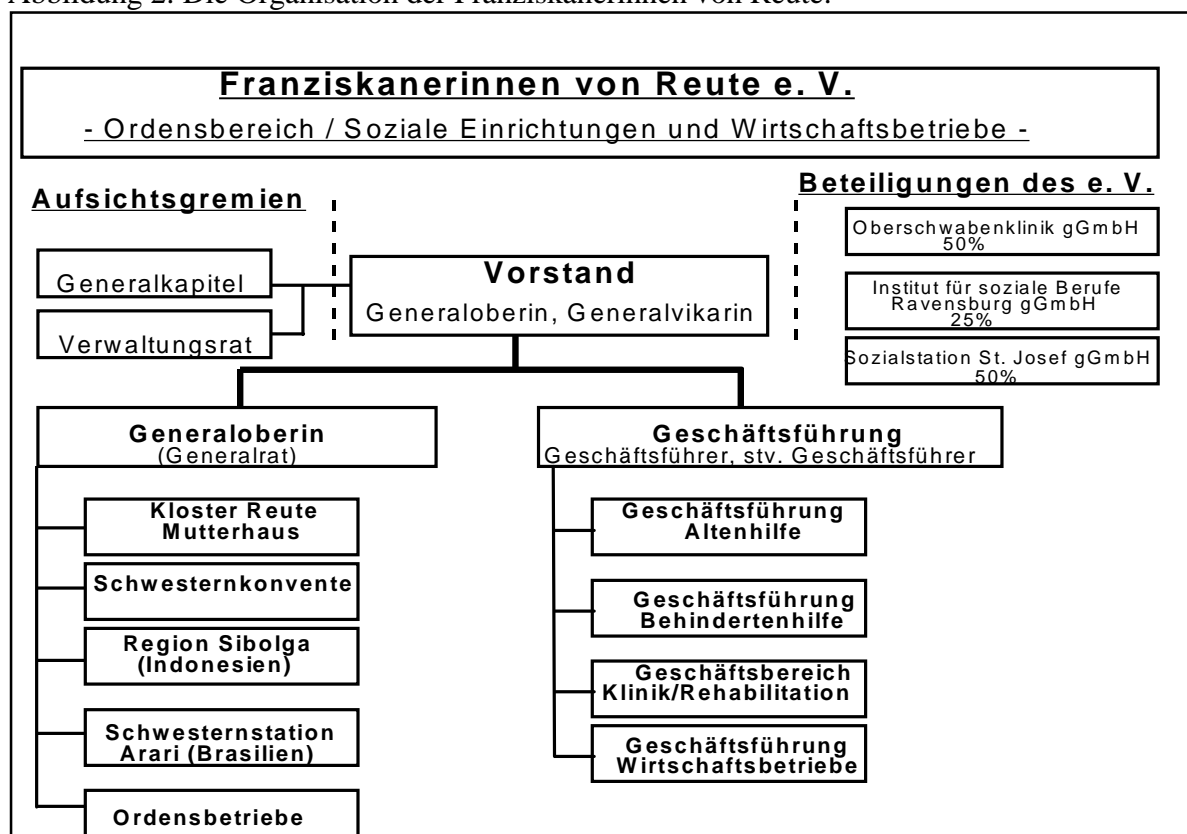 Abbildung 2: Die Organisation der Franziskanerinnen von Reute.
Franziskanerinnen von Reute e. V.
- Ordensbereich / Soziale Einrichtungen und Wirtschaftsbetriebe -
Aufsichtsgremien
Generalkapitel
Verwaltungsrat
Vorstand
Generaloberin, Generalvikarin
Beteiligungen des e. V.
Oberschwabenklinik gGmbH
50%
Institut für soziale Berufe
Ravensburg gGmbH
25%
Sozialstation St. Josef gGmbH
50%
Generaloberin
(Generalrat)
Kloster Reute
Mutterhaus
Schwesternkonvente
Region Sibolga
(Indonesien)
Schwesternstation
Arari (Brasilien)
Ordensbetriebe
Geschäftsführung
Geschäftsführer, stv. Geschäftsführer
Geschäftsführung
Altenhilfe
Geschäftsführung
Behindertenhilfe
Geschäftsbereich
Klinik/Rehabilitation
Geschäftsführung
Wirtschaftsbetriebe